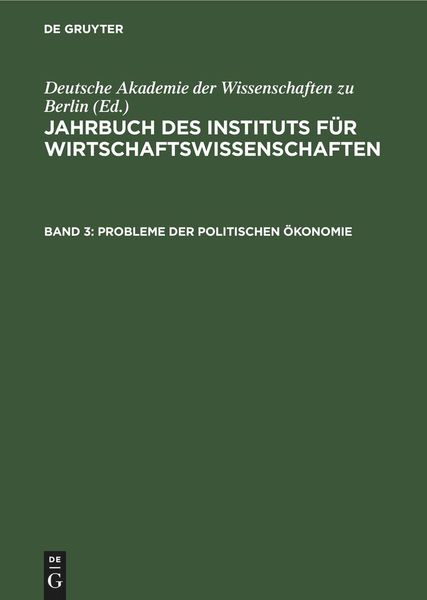 DE GRUYTER
Deutsche Akademie der Wissenschaften zu
Berlin (Ed.)
JAHRBUCH DES INSTITUTS FÜR
WIRTSCHAFTSWISSENSCHAFTEN
BAND 3: PROBLEME DER POLITISCHEN ÖKONOMIE
DE
G